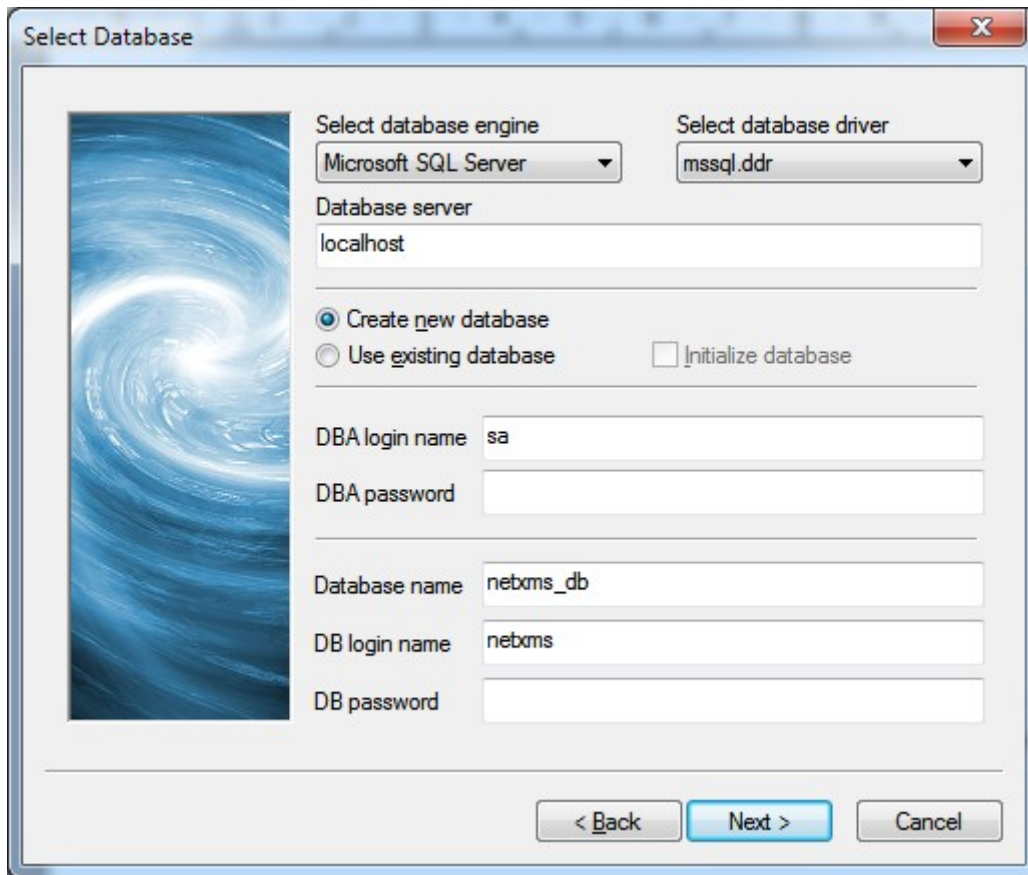 Select Database
X
Select database engine
Select database driver
Microsoft SQL Server
mssql.ddr
Database server
localhost
Create new database
Use existing database
Initialize database
DBA login name
sa
DBA password
Database name
netxms_db
DB login name
netxms
DB password
< Back
Next >
Cancel